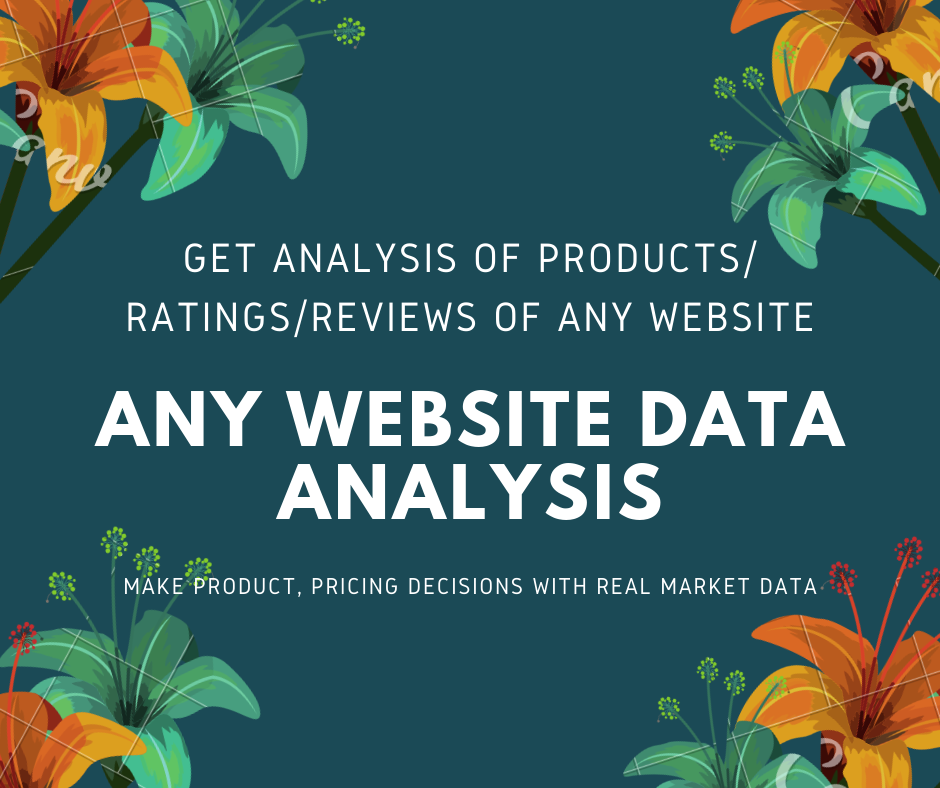 GET ANALYSIS OF PRODUCTS/
RATINGS/REVIEWS OF ANY WEBSITE
ANY WEBSITE DATA
ANALYSIS
MAKE PRODUCT, PRICING DECISIONS WITH REAL MARKET DATA